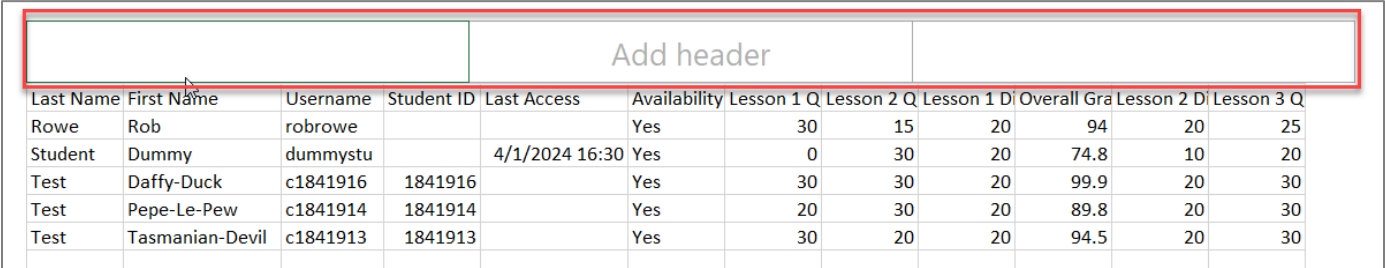 Add header
Last Name First Name Username Student ID Last Access Availability Lesson 1 Q Lesson 2 Q Lesson 1 Di Overall Gra Lesson 2 Di Lesson 3 Q
Rowe Rob robrowe Yes 30 15 20 94 20 25
Student Dummy dummystu 4/1/2024 16:30 Yes 0 30 20 74.8 10 20
Test Daffy-Duck c1841916 1841916 Yes 30 30 20 99.9 20 30
Test Pepe-Le-Pew c1841914 1841914 Yes 20 30 20 89.8 20 30
Test Tasmanian-Devil c1841913 1841913 Yes 30 20 20 94.5 20 30